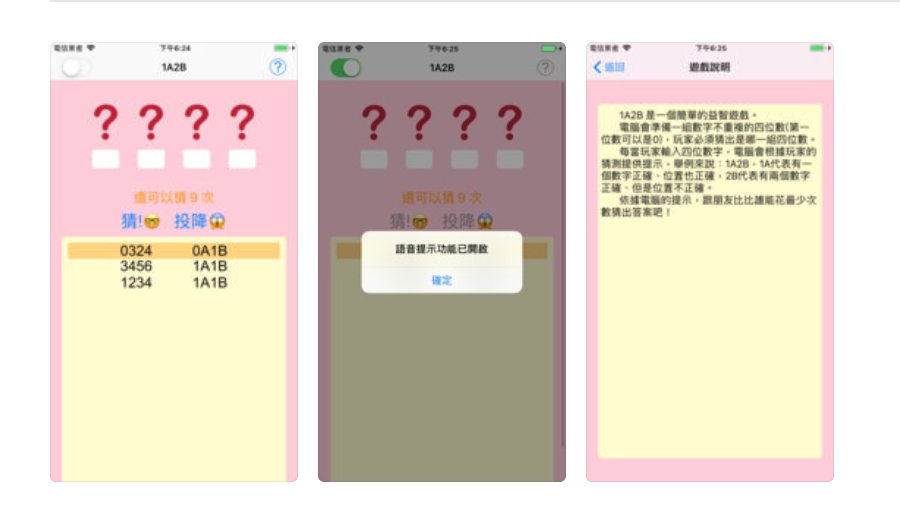 電信業者 下午6:24
1A2B
?
? ? ? ?
還可以猜 9 次
猜!🤓 投降😱
0324 0A1B
3456 1A1B
1234 1A1B
電信業者 下午6:25
1A2B
?
? ? ? ?
還可以猜 9 次
猜!🤓 投降😱
語音提示功能已開啟
確定
電信業者 下午6:25
返回 遊戲說明
1A2B 是一個簡單的益智遊戲。
電腦會準備一組數字不重複的四位數(第一
位數可以是0)，玩家必須猜出是哪一組四位數。
每當玩家輸入四位數字，電腦會根據玩家的
猜測提供提示。舉例來說：1A2B，1A代表有一
個數字正確、位置也正確，2B代表有兩個數字
正確、但是位置不正確。
依據電腦的提示，跟朋友比比誰能花最少次
數猜出答案吧！